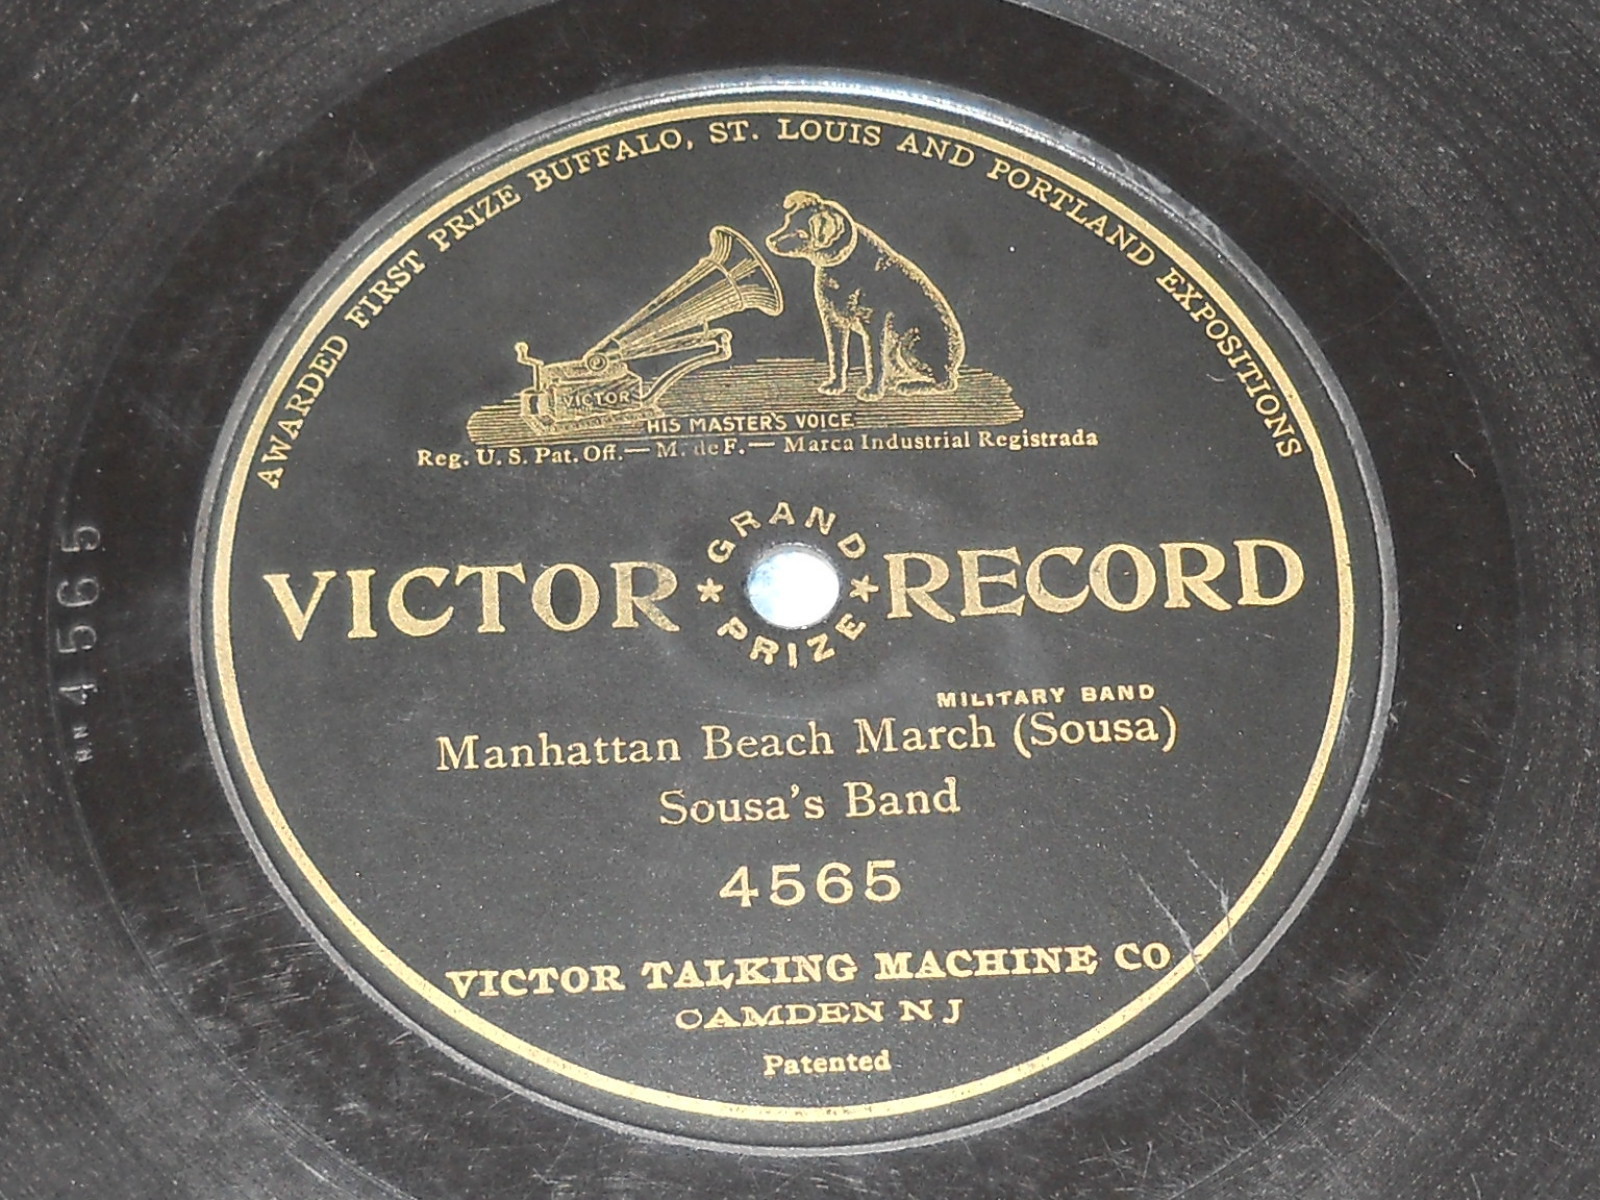 AWARDED FIRST PRIZE BUFFALO, ST. LOUIS AND PORTLAND EXPOSITIONS
VICTOR
HIS MASTER'S VOICE
Reg. U. S. Pat. Off.— M. de F.— Marca Industrial Registrada
GRAND
VICTOR RECORD
PRIZE
MILITARY BAND
Manhattan Beach March (Sousa)
Sousa's Band
4565
VICTOR TALKING MACHINE CO
CAMDEN N J
Patented
4565